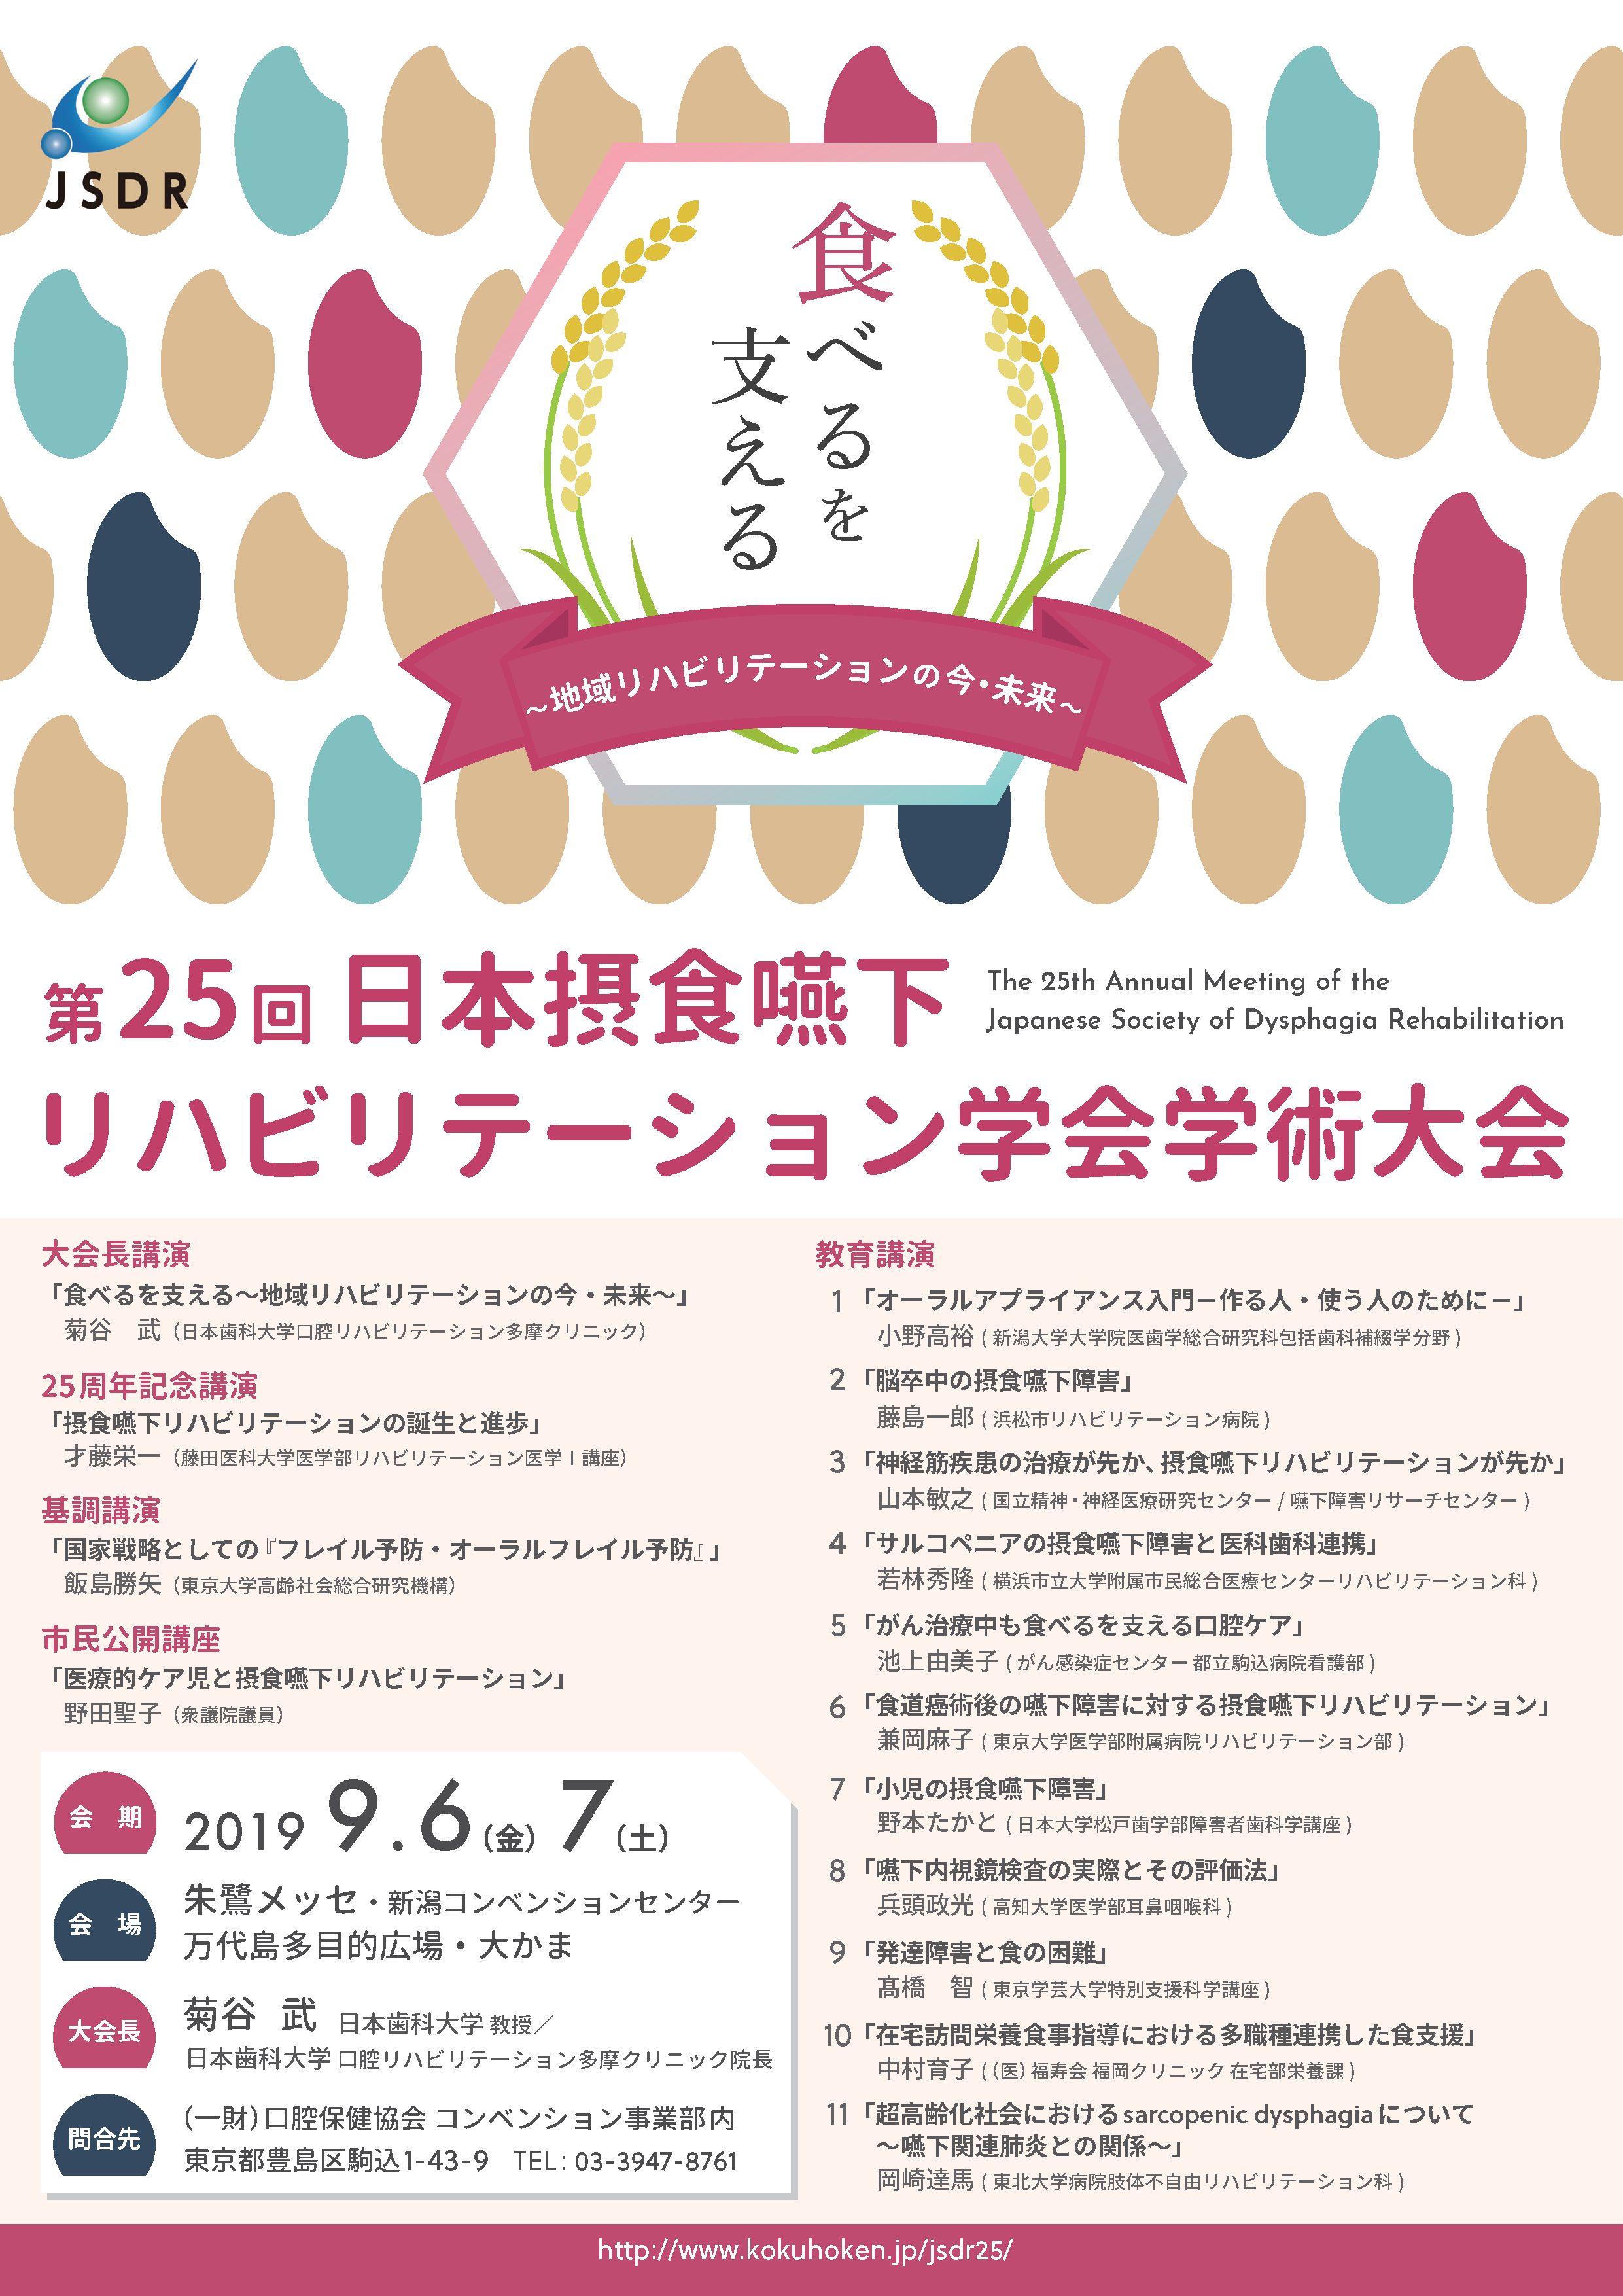 JSDR
食べるを
支える
～地域リハビリテーションの今・未来～
第25回 日本摂食嚥下
リハビリテーション学会学術大会
The 25th Annual Meeting of the
Japanese Society of Dysphagia Rehabilitation
大会長講演
「食べるを支える～地域リハビリテーションの今・未来～」
菊谷　武（日本歯科大学口腔リハビリテーション多摩クリニック）
25周年記念講演
「摂食嚥下リハビリテーションの誕生と進歩」
才藤栄一（藤田医科大学医学部リハビリテーション医学Ⅰ講座）
基調講演
「国家戦略としての『フレイル予防・オーラルフレイル予防』」
飯島勝矢（東京大学高齢社会総合研究機構）
市民公開講座
「医療的ケア児と摂食嚥下リハビリテーション」
野田聖子（衆議院議員）
会　期
2019 9.6（金） 7（土）
会　場
朱鷺メッセ・新潟コンベンションセンター
万代島多目的広場・大かま
大会長
菊谷　武　日本歯科大学 教授／
日本歯科大学 口腔リハビリテーション多摩クリニック院長
問合先
（一財）口腔保健協会 コンベンション事業部内
東京都豊島区駒込1-43-9　TEL：03-3947-8761
教育講演
1 「オーラルアプライアンス入門－作る人・使う人のために－」
小野高裕 ( 新潟大学大学院医歯学総合研究科包括歯科補綴学分野 )
2 「脳卒中の摂食嚥下障害」
藤島一郎 ( 浜松市リハビリテーション病院 )
3 「神経筋疾患の治療が先か、摂食嚥下リハビリテーションが先か」
山本敏之 ( 国立精神・神経医療研究センター / 嚥下障害リサーチセンター )
4 「サルコペニアの摂食嚥下障害と医科歯科連携」
若林秀隆 ( 横浜市立大学附属市民総合医療センターリハビリテーション科 )
5 「がん治療中も食べるを支える口腔ケア」
池上由美子 ( がん感染症センター 都立駒込病院看護部 )
6 「食道癌術後の嚥下障害に対する摂食嚥下リハビリテーション」
兼岡麻子 ( 東京大学医学部附属病院リハビリテーション部 )
7 「小児の摂食嚥下障害」
野本たかと ( 日本大学松戸歯学部障害者歯科学講座 )
8 「嚥下内視鏡検査の実際とその評価法」
兵頭政光 ( 高知大学医学部耳鼻咽喉科 )
9 「発達障害と食の困難」
髙橋　智 ( 東京学芸大学特別支援科学講座 )
10 「在宅訪問栄養食事指導における多職種連携した食支援」
中村育子 ( （医）福寿会 福岡クリニック 在宅部栄養課 )
11 「超高齢化社会におけるsarcopenic dysphagiaについて
～嚥下関連肺炎との関係～」
岡崎達馬 ( 東北大学病院肢体不自由リハビリテーション科 )
http://www.kokuhoken.jp/jsdr25/